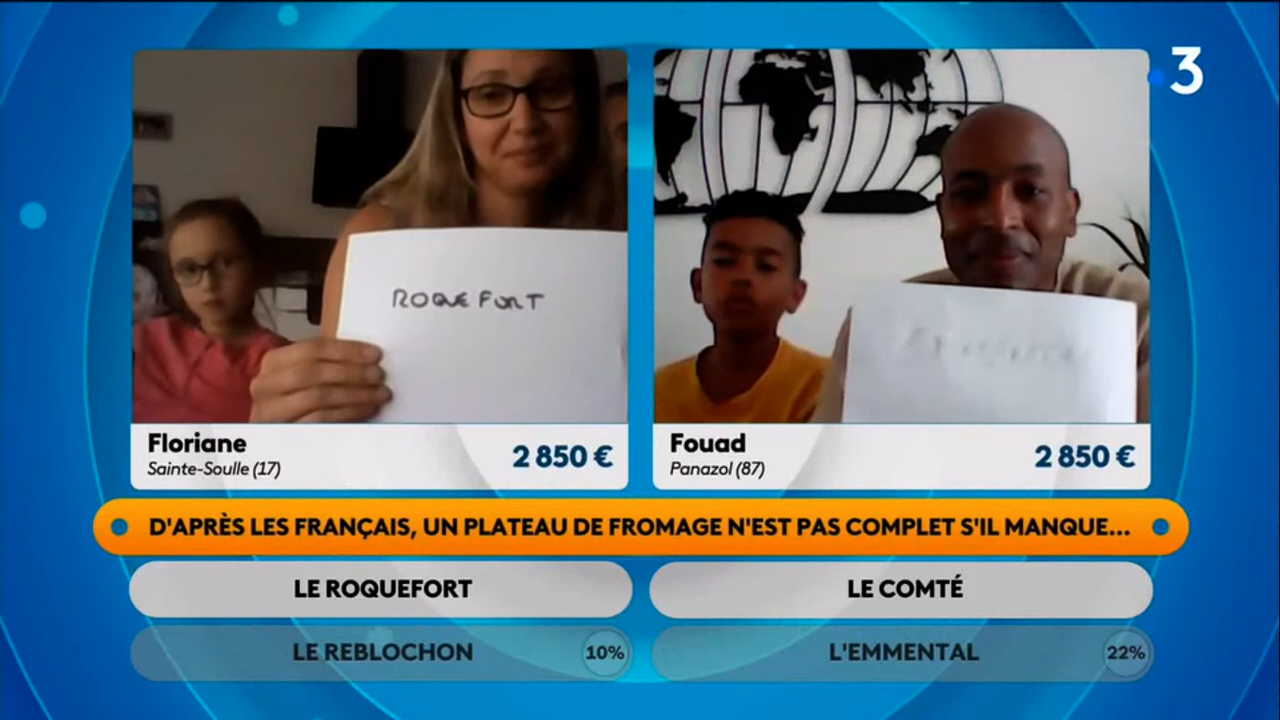 3
ROQUEFORT
Floriane
Sainte-Soulle (17)
2 850 €
Fouad
Panazol (87)
2 850 €
D'APRÈS LES FRANÇAIS, UN PLATEAU DE FROMAGE N'EST PAS COMPLET S'IL MANQUE...
LE ROQUEFORT
LE COMTÉ
LE REBLOCHON
10%
L'EMMENTAL
22%